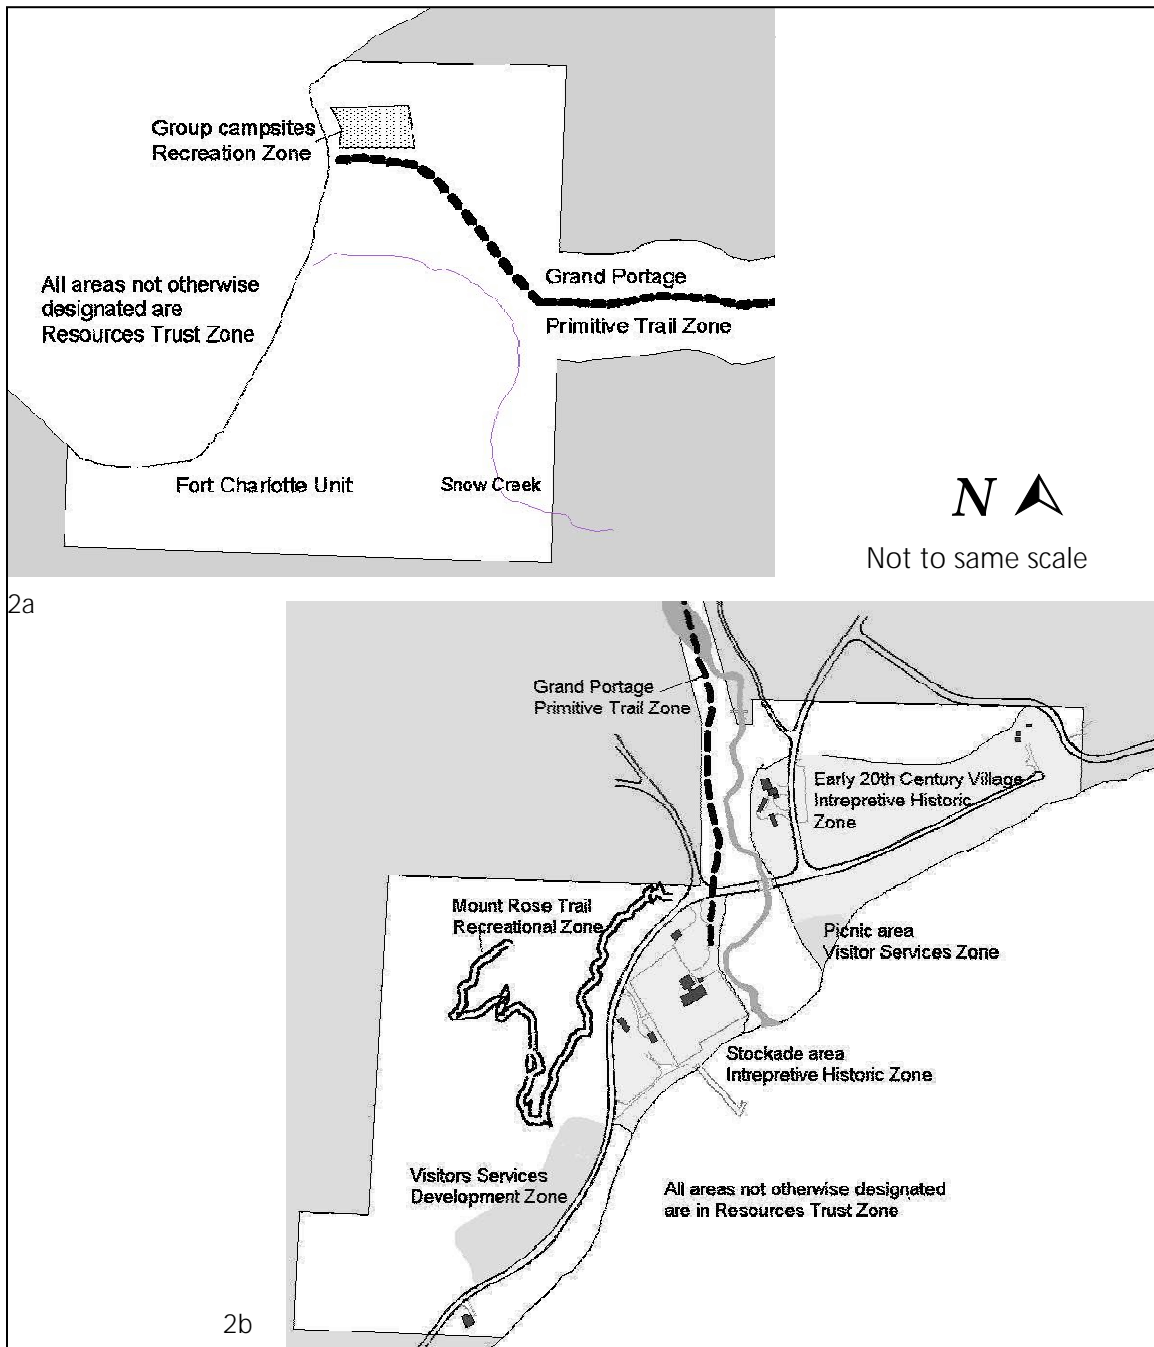 Group campsites
Recreation Zone
All areas not otherwise
designated are
Resources Trust Zone
Grand Portage
Primitive Trail Zone
Fort Charlotte Unit
Snow Creek
N
Not to same scale
2a
Grand Portage
Primitive Trail Zone
Early 20th Century Village
Intrepretive Historic
Zone
Mount Rose Trail
Recreational Zone
Picnic area
Visitor Services Zone
Stockade area
Intrepretive Historic Zone
Visitors Services
Development Zone
All areas not otherwise designated
are in Resources Trust Zone
2b